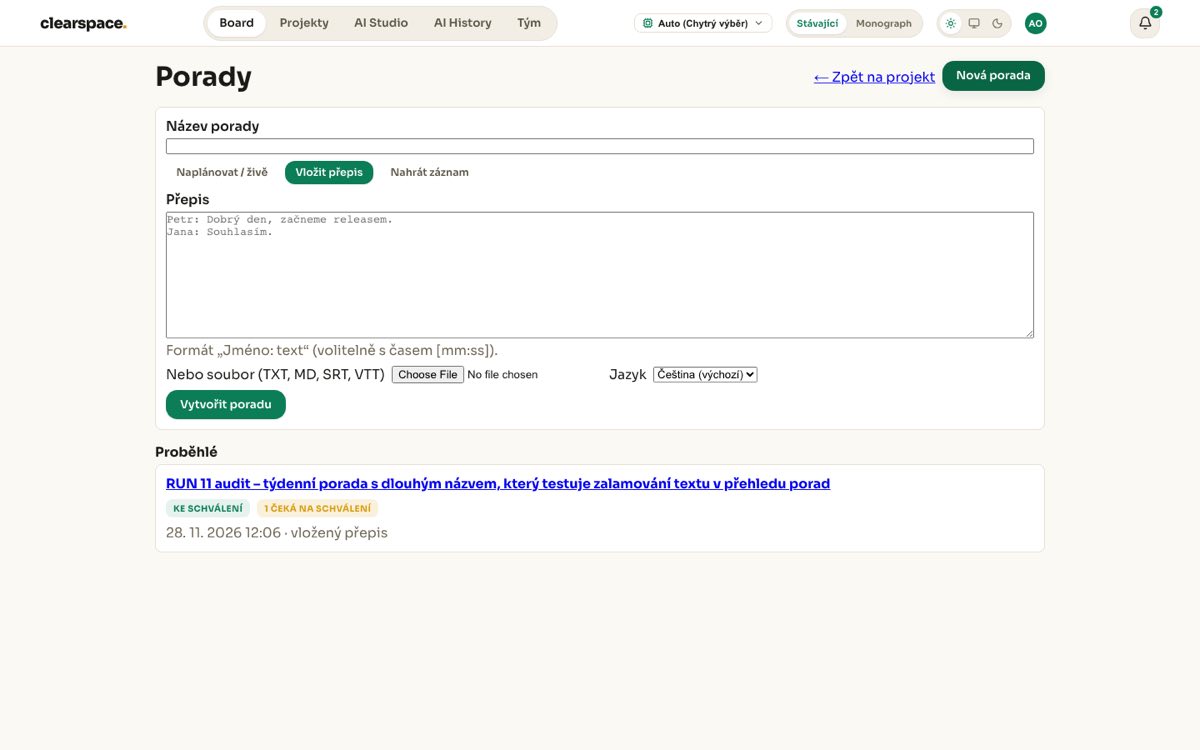 clearspace.
Board Projekty AI Studio AI History Tým
Auto (Chytrý výběr)
Stávající Monograph
AO
2
Porady
← Zpět na projekt
Nová porada
Název porady
Naplánovat / živě Vložit přepis Nahrát záznam
Přepis
Petr: Dobrý den, začneme releasem.
Jana: Souhlasím.
Formát „Jméno: text“ (volitelně s časem [mm:ss]).
Nebo soubor (TXT, MD, SRT, VTT) Choose File No file chosen
Jazyk Čeština (výchozí)
Vytvořit poradu
Proběhlé
RUN 11 audit – týdenní porada s dlouhým názvem, který testuje zalamování textu v přehledu porad
KE SCHVÁLENÍ 1 ČEKÁ NA SCHVÁLENÍ
28. 11. 2026 12:06 · vložený přepis